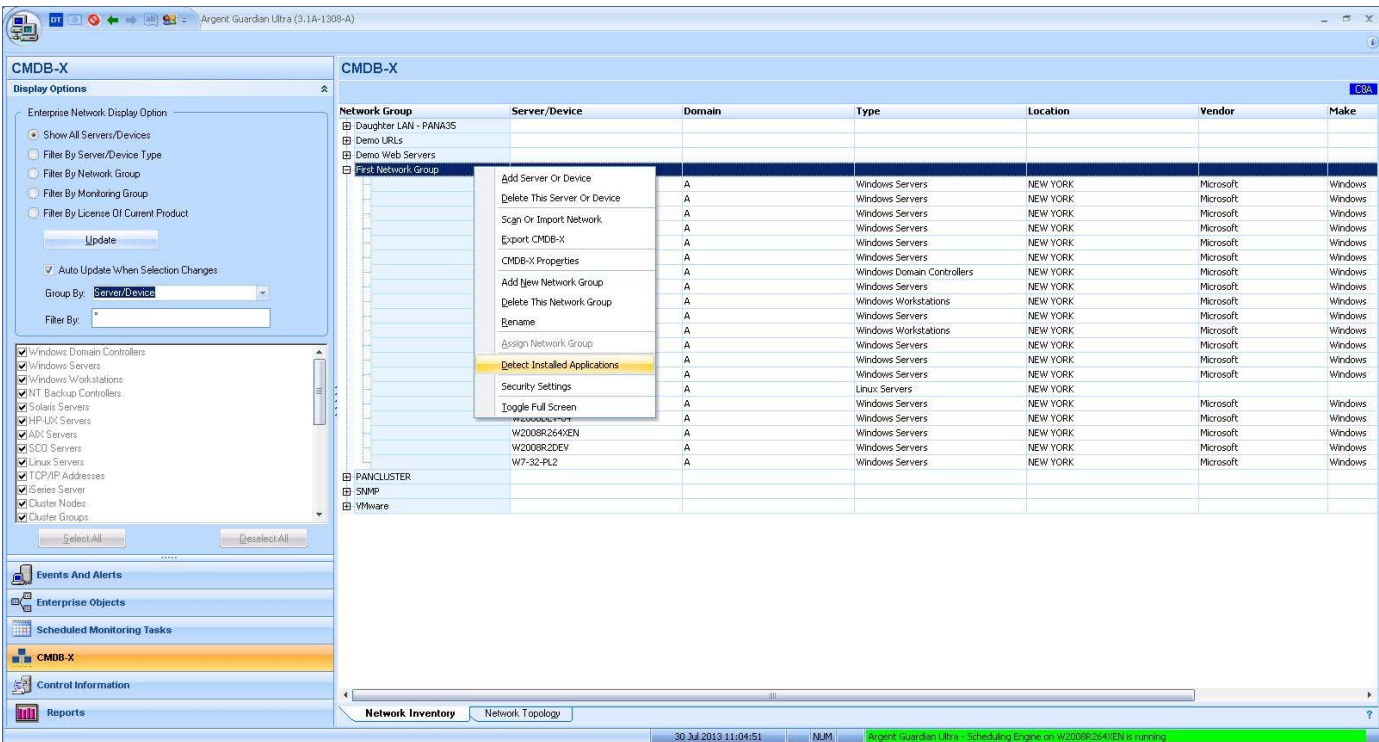 DT Argent Guardian Ultra (3.1A-1308-A)
CMDB-X
Display Options
Enterprise Network Display Option
Show All Servers/Devices
Filter By Server/Device Type
Filter By Network Group
Filter By Monitoring Group
Filter By License Of Current Product
Update
Auto Update When Selection Changes
Group By: Server/Device
Filter By: *
Windows Domain Controllers
Windows Servers
Windows Workstations
NT Backup Controllers
Solaris Servers
HP-UX Servers
AIX Servers
SCO Servers
Linux Servers
TCP/IP Addresses
iSeries Server
Cluster Nodes
Cluster Groups
Select All Deselect All
Events And Alerts
Enterprise Objects
Scheduled Monitoring Tasks
CMDB-X
Control Information
Reports
CMDB-X
C8A
Network Group Server/Device Domain Type Location Vendor Make
Daughter LAN - PANA35
Demo URLs
Demo Web Servers
First Network Group
A Windows Servers NEW YORK Microsoft Windows
A Windows Servers NEW YORK Microsoft Windows
A Windows Servers NEW YORK Microsoft Windows
A Windows Servers NEW YORK Microsoft Windows
A Windows Servers NEW YORK Microsoft Windows
A Windows Servers NEW YORK Microsoft Windows
A Windows Domain Controllers NEW YORK Microsoft Windows
A Windows Servers NEW YORK Microsoft Windows
A Windows Workstations NEW YORK Microsoft Windows
A Windows Servers NEW YORK Microsoft Windows
A Windows Workstations NEW YORK Microsoft Windows
A Windows Servers NEW YORK Microsoft Windows
A Windows Servers NEW YORK Microsoft Windows
A Windows Servers NEW YORK Microsoft Windows
A Linux Servers NEW YORK
A Windows Servers NEW YORK Microsoft Windows
A Windows Servers NEW YORK Microsoft Windows
W2008R264XEN A Windows Servers NEW YORK Microsoft Windows
W2008R2DEV A Windows Servers NEW YORK Microsoft Windows
W7-32-PL2 A Windows Servers NEW YORK Microsoft Windows
PANCLUSTER
SNMP
VMware
Add Server Or Device
Delete This Server Or Device
Scan Or Import Network
Export CMDB-X
CMDB-X Properties
Add New Network Group
Delete This Network Group
Rename
Assign Network Group
Detect Installed Applications
Security Settings
Toggle Full Screen
Network Inventory Network Topology
?
30 Jul 2013 11:04:51 NUM Argent Guardian Ultra - Scheduling Engine on W2008R264XEN is running